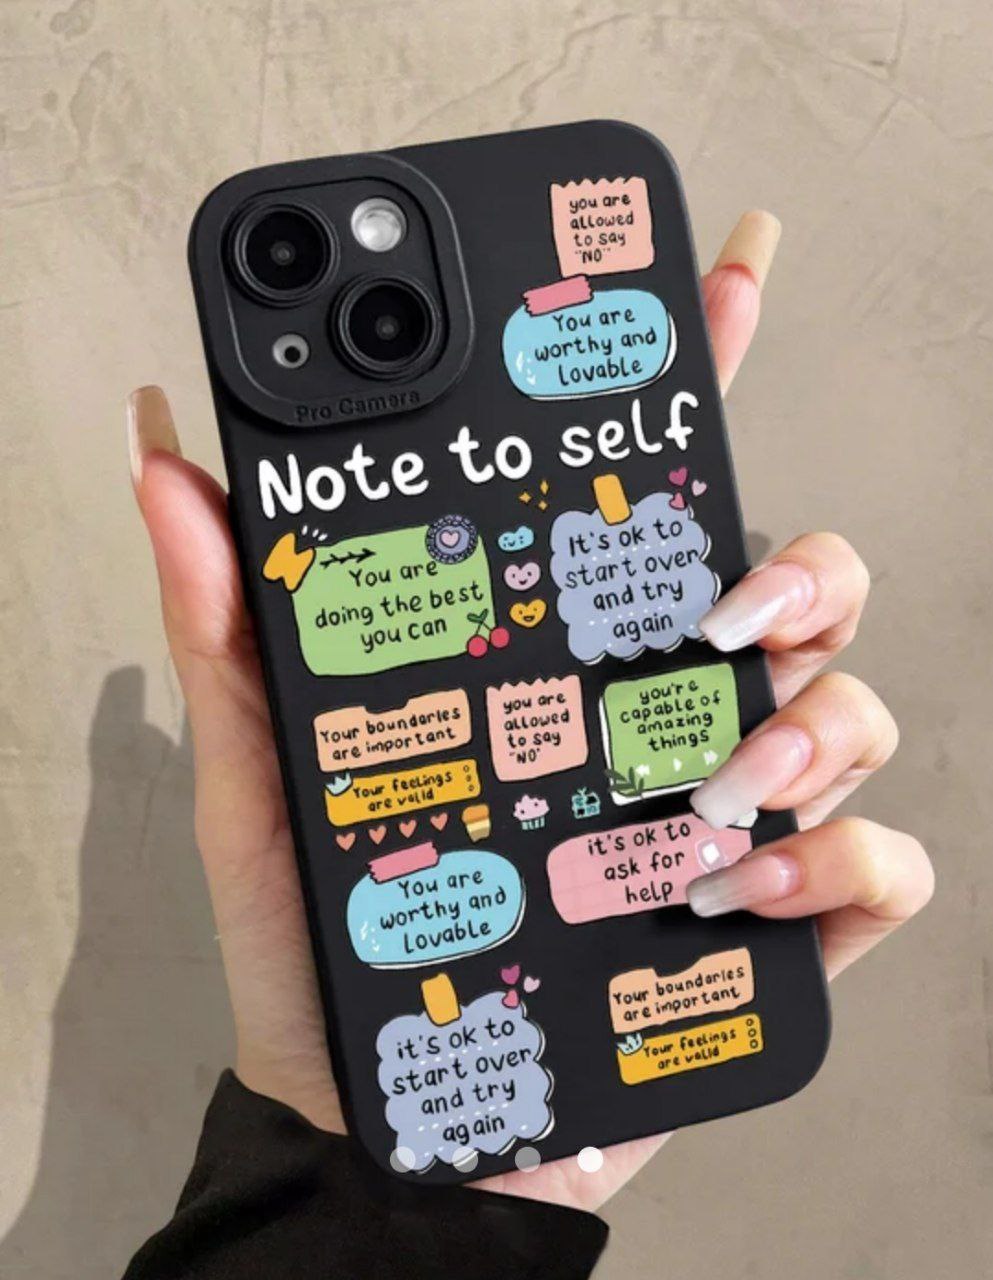 you are
allowed
to say
"NO"
You are
worthy and
lovable
Pro Camera
Note to self
You are
doing the best
you can
It's ok to
start over
and try
again
Your boundaries
are important
Your feelings
are valid
you are
allowed
to say
"NO"
you're
capable of
amazing
things
You are
worthy and
lovable
it's ok to
ask for
help
it's ok to
start over
and try
again
Your boundaries
are important
Your feelings
are valid